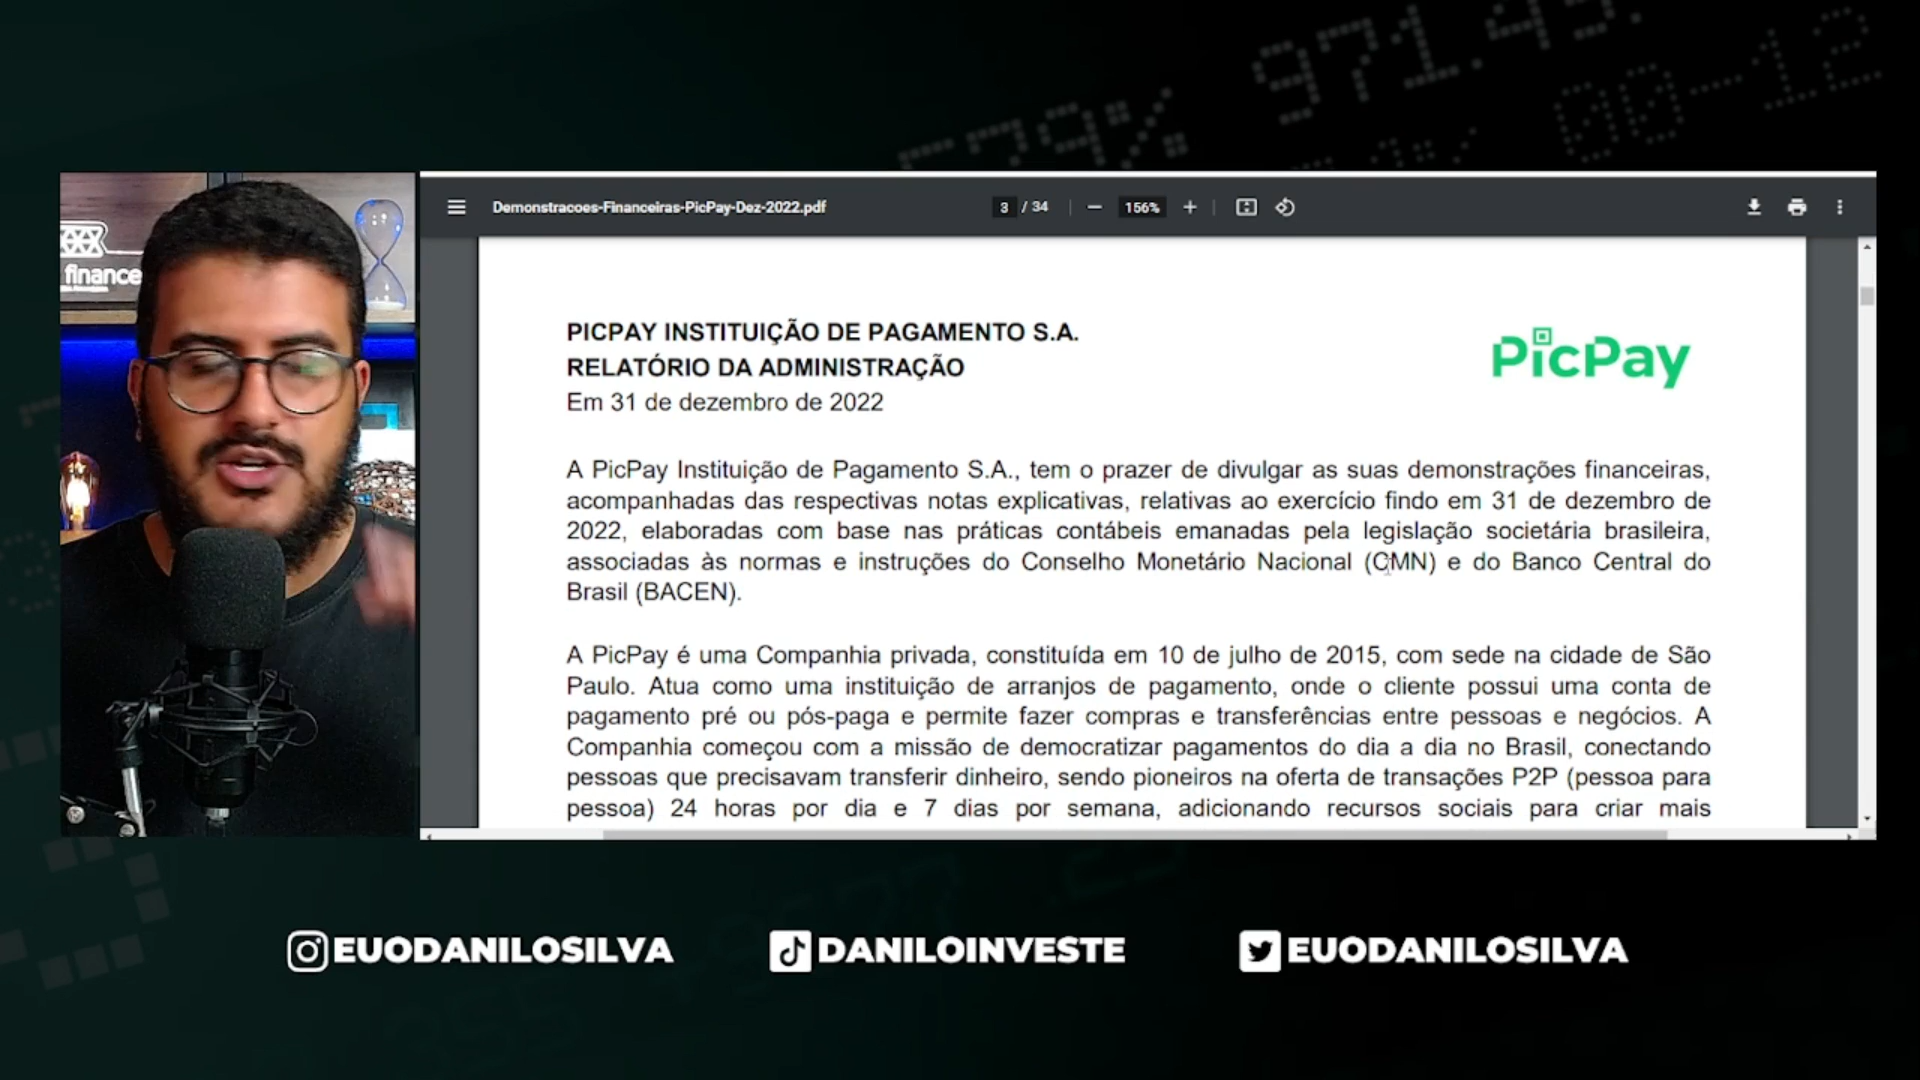 971.43.
79%
00-12
finance
Demonstracoes-Financeiras-PicPay-Dez-2022.pdf
3 / 34
156%
PICPAY INSTITUIÇÃO DE PAGAMENTO S.A.
RELATÓRIO DA ADMINISTRAÇÃO
Em 31 de dezembro de 2022
PicPay
A PicPay Instituição de Pagamento S.A., tem o prazer de divulgar as suas demonstrações financeiras,
acompanhadas das respectivas notas explicativas, relativas ao exercício findo em 31 de dezembro de
2022, elaboradas com base nas práticas contábeis emanadas pela legislação societária brasileira,
associadas às normas e instruções do Conselho Monetário Nacional (CMN) e do Banco Central do
Brasil (BACEN).
A PicPay é uma Companhia privada, constituída em 10 de julho de 2015, com sede na cidade de São
Paulo. Atua como uma instituição de arranjos de pagamento, onde o cliente possui uma conta de
pagamento pré ou pós-paga e permite fazer compras e transferências entre pessoas e negócios. A
Companhia começou com a missão de democratizar pagamentos do dia a dia no Brasil, conectando
pessoas que precisavam transferir dinheiro, sendo pioneiros na oferta de transações P2P (pessoa para
pessoa) 24 horas por dia e 7 dias por semana, adicionando recursos sociais para criar mais
EUODANILOSILVA
DANILOINVESTE
EUODANILOSILVA